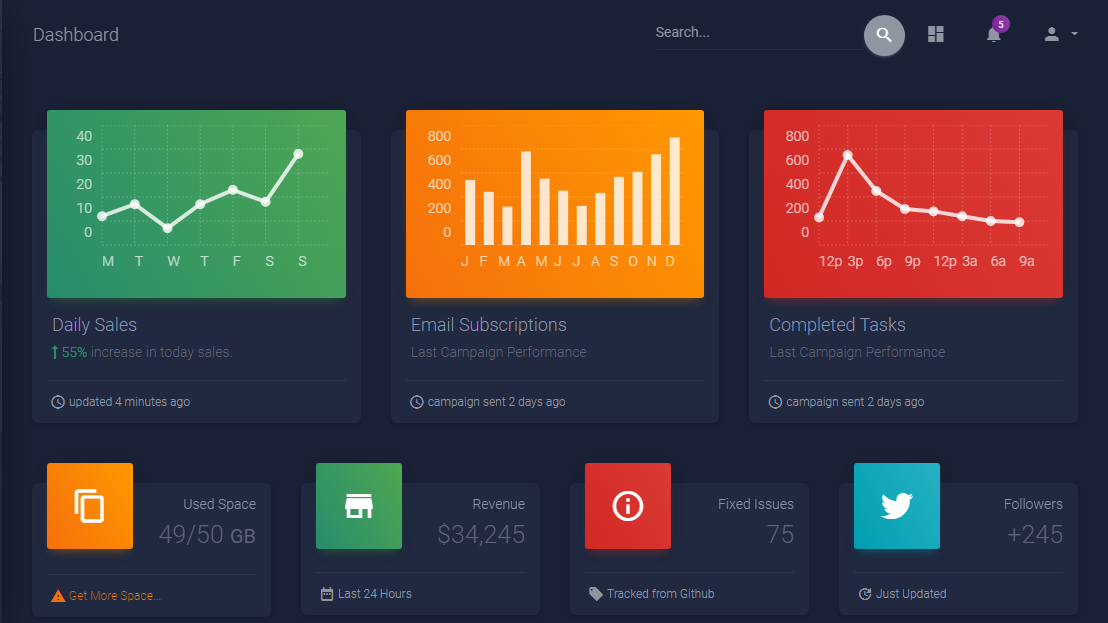 Dashboard
Search...
5
40
30
20
10
0
M T W T F S S
Daily Sales
55% increase in today sales.
updated 4 minutes ago
800
600
400
200
0
J F M A M J J A S O N D
Email Subscriptions
Last Campaign Performance
campaign sent 2 days ago
800
600
400
200
0
12p 3p 6p 9p 12p 3a 6a 9a
Completed Tasks
Last Campaign Performance
campaign sent 2 days ago
Used Space
49/50 GB
Get More Space...
Revenue
$34,245
Last 24 Hours
Fixed Issues
75
Tracked from Github
Followers
+245
Just Updated